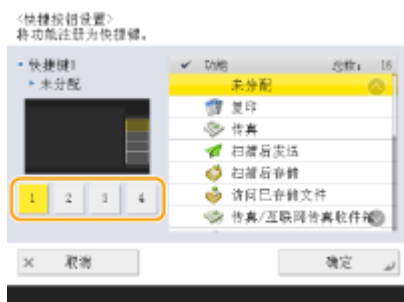 <快捷按钮设置>
将功能注册为快捷键。
快捷键1
未分配
1 2 3 4
功能 总数: 16
未分配
复印
传真
扫描后发送
扫描后存储
访问已存储文件
传真/互联网传真收件箱
取消
确定